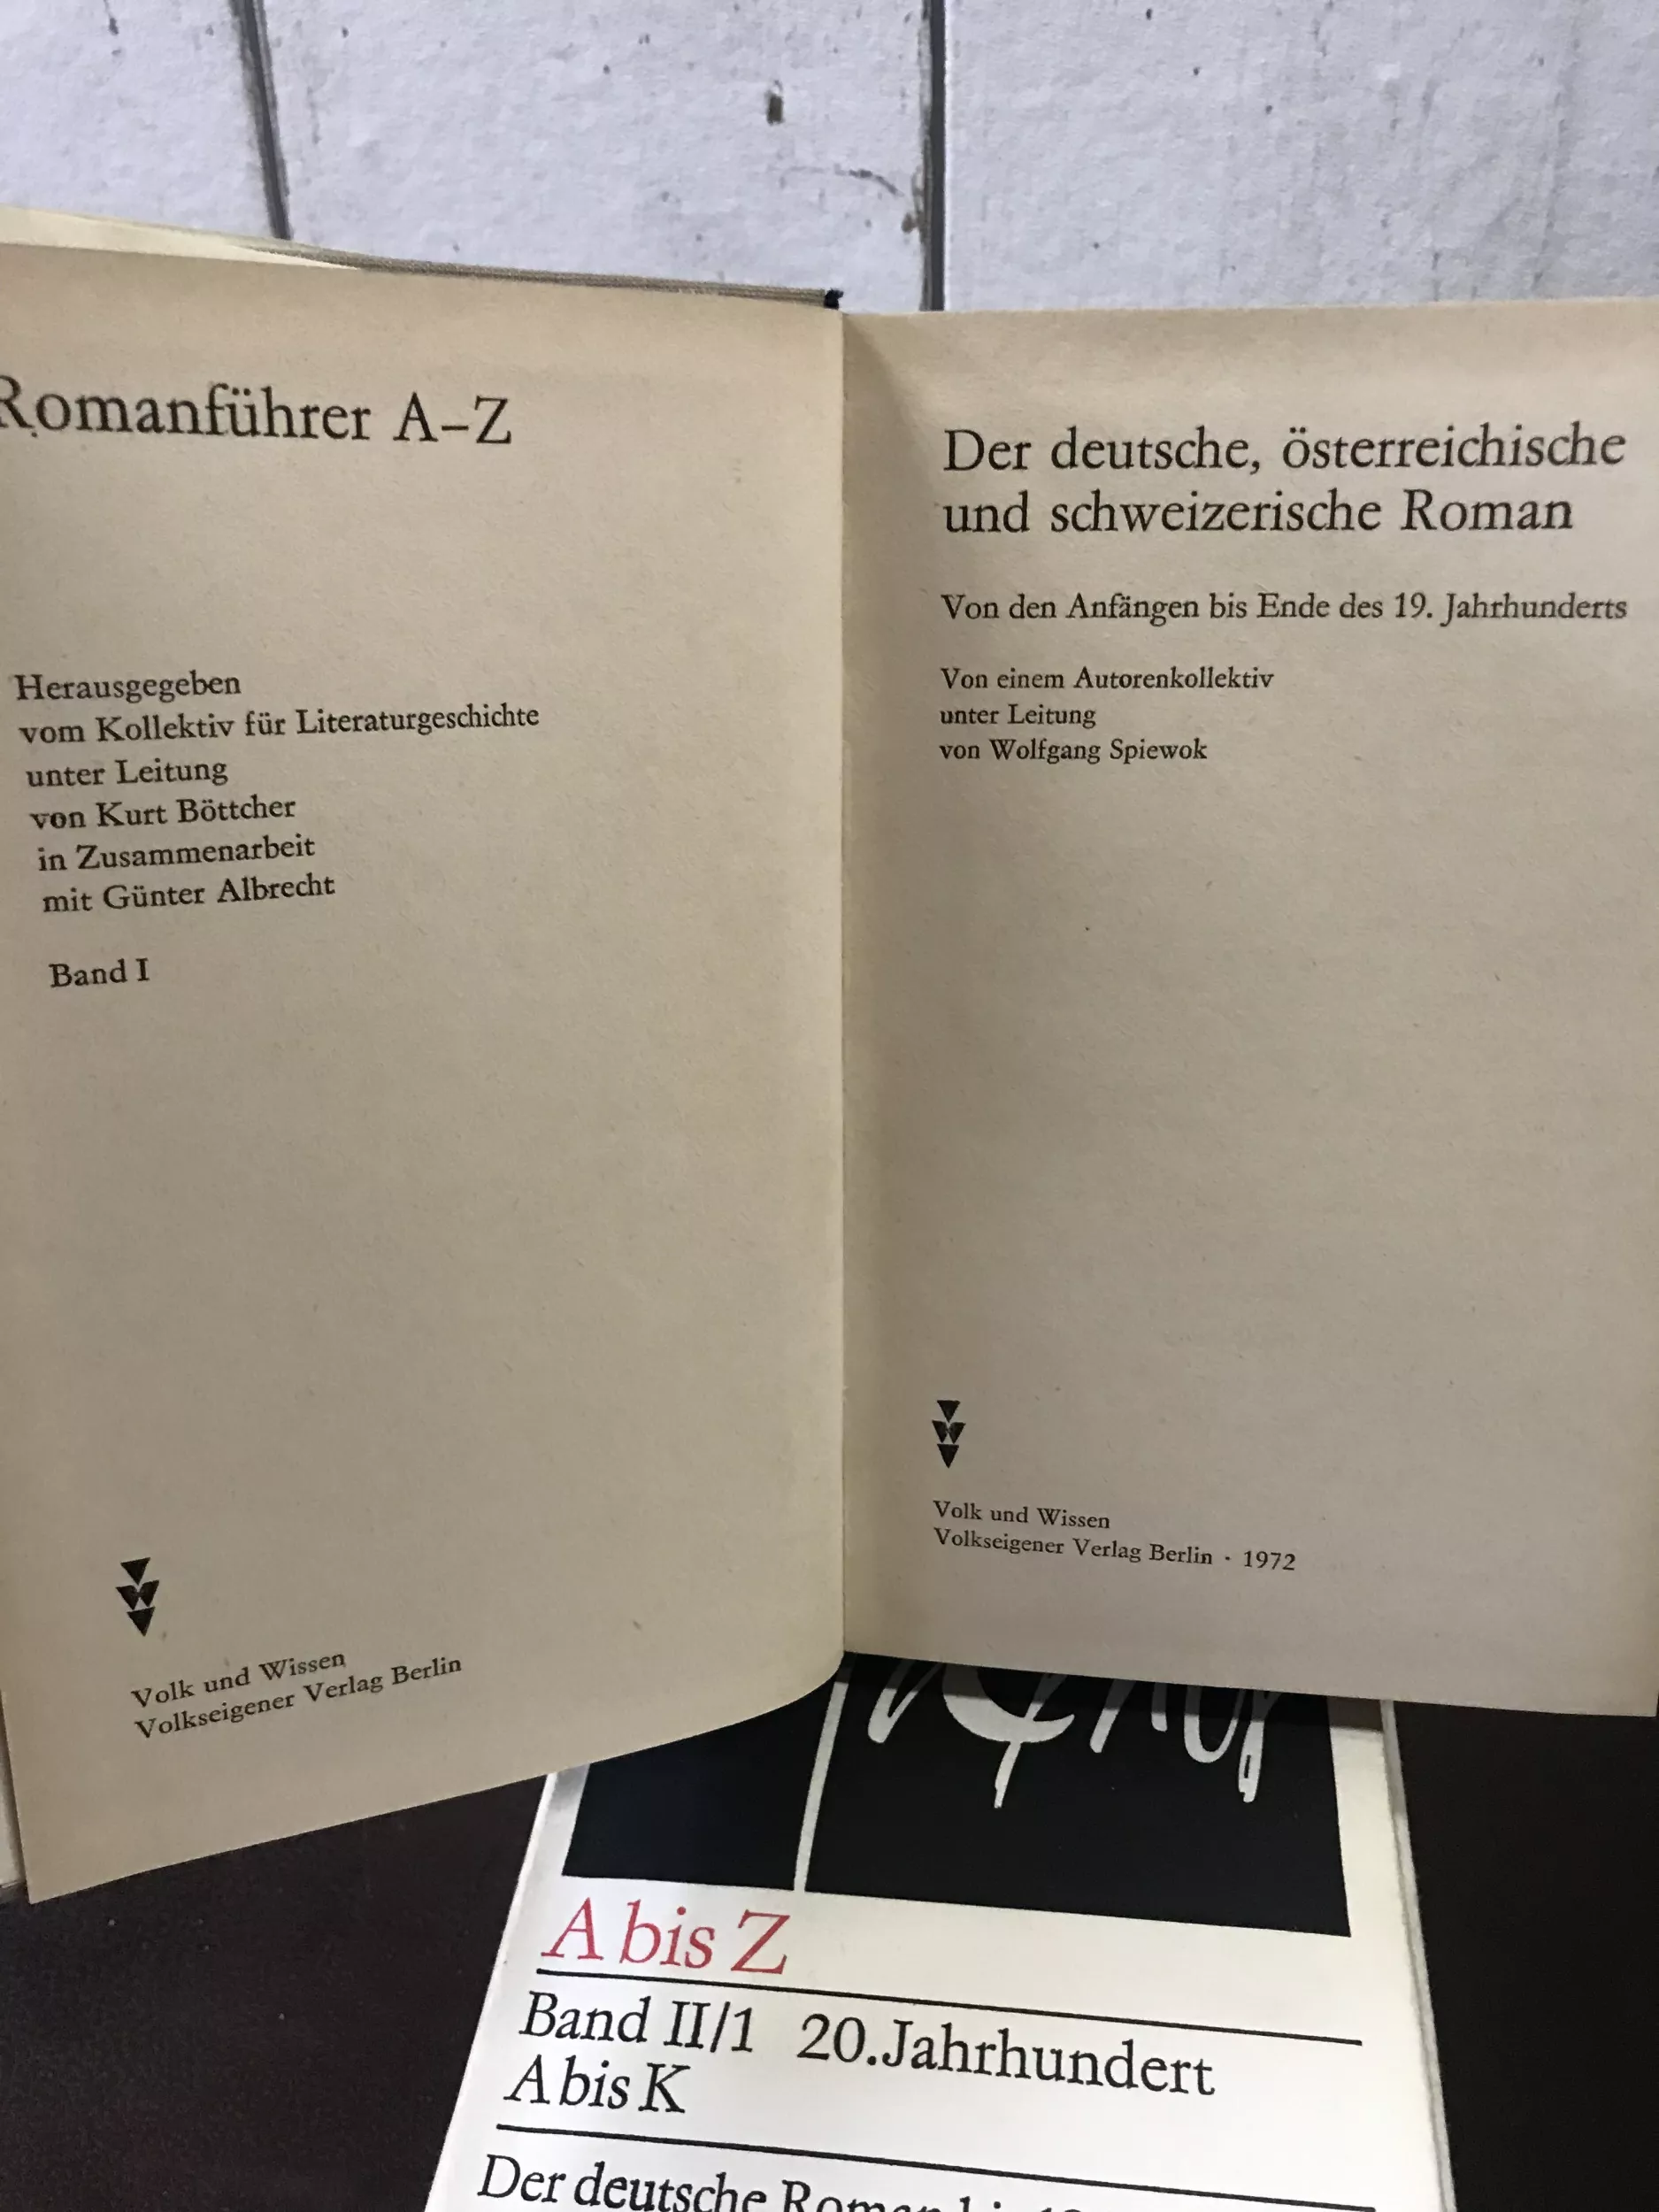 Romanführer A–Z
Herausgegeben
vom Kollektiv für Literaturgeschichte
unter Leitung
von Kurt Böttcher
in Zusammenarbeit
mit Günter Albrecht
Band I
Volk und Wissen
Volkseigener Verlag Berlin
Der deutsche, österreichische
und schweizerische Roman
Von den Anfängen bis Ende des 19. Jahrhunderts
Von einem Autorenkollektiv
unter Leitung
von Wolfgang Spiewok
Volk und Wissen
Volkseigener Verlag Berlin · 1972
A bis Z
Band II/1 20. Jahrhundert
A bis K
Der deutsche Roman